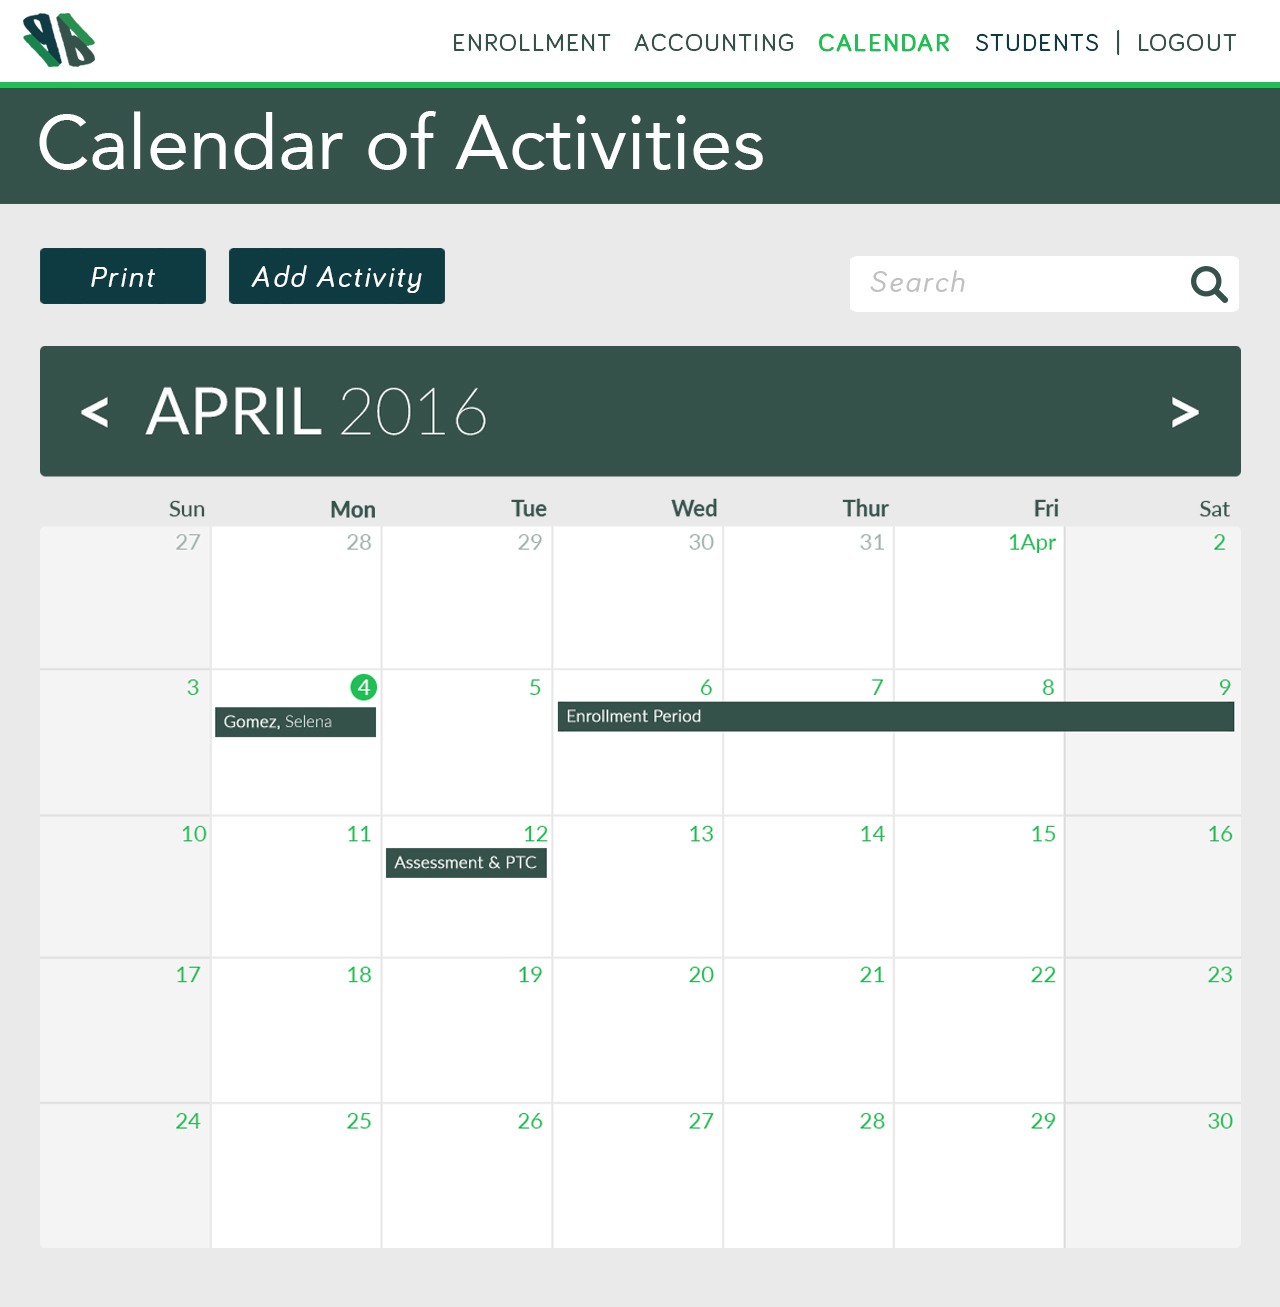 ENROLLMENT ACCOUNTING CALENDAR STUDENTS | LOGOUT
Calendar of Activities
Print Add Activity Search
< APRIL 2016 >
Sun Mon Tue Wed Thur Fri Sat
27 28 29 30 31 1Apr 2
3 4 5 6 7 8 9
Gomez, Selena Enrollment Period
10 11 12 13 14 15 16
Assessment & PTC
17 18 19 20 21 22 23
24 25 26 27 28 29 30